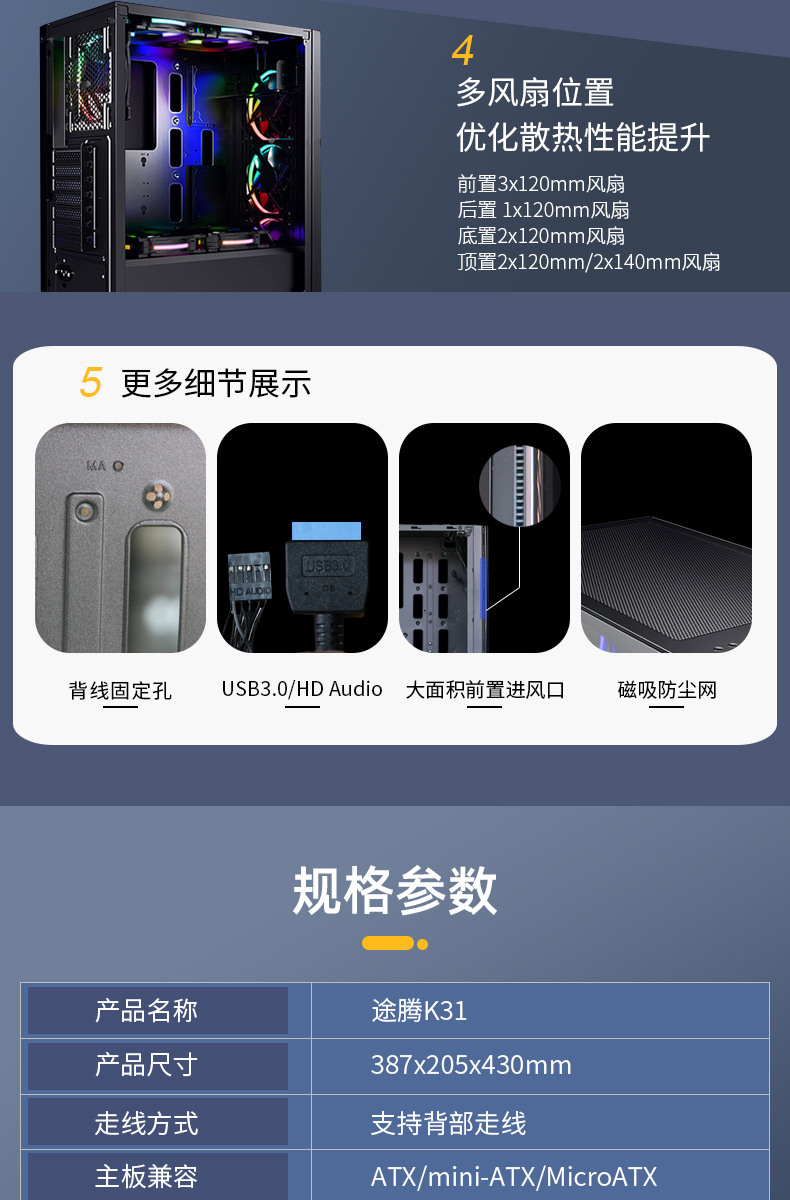 4
多风扇位置
优化散热性能提升
前置3x120mm风扇
后置 1x120mm风扇
底置2x120mm风扇
顶置2x120mm/2x140mm风扇
5 更多细节展示
MA
USB3.0
HD AUDIO
背线固定孔
USB3.0/HD Audio
大面积前置进风口
磁吸防尘网
规格参数
产品名称 途腾K31
产品尺寸 387x205x430mm
走线方式 支持背部走线
主板兼容 ATX/mini-ATX/MicroATX